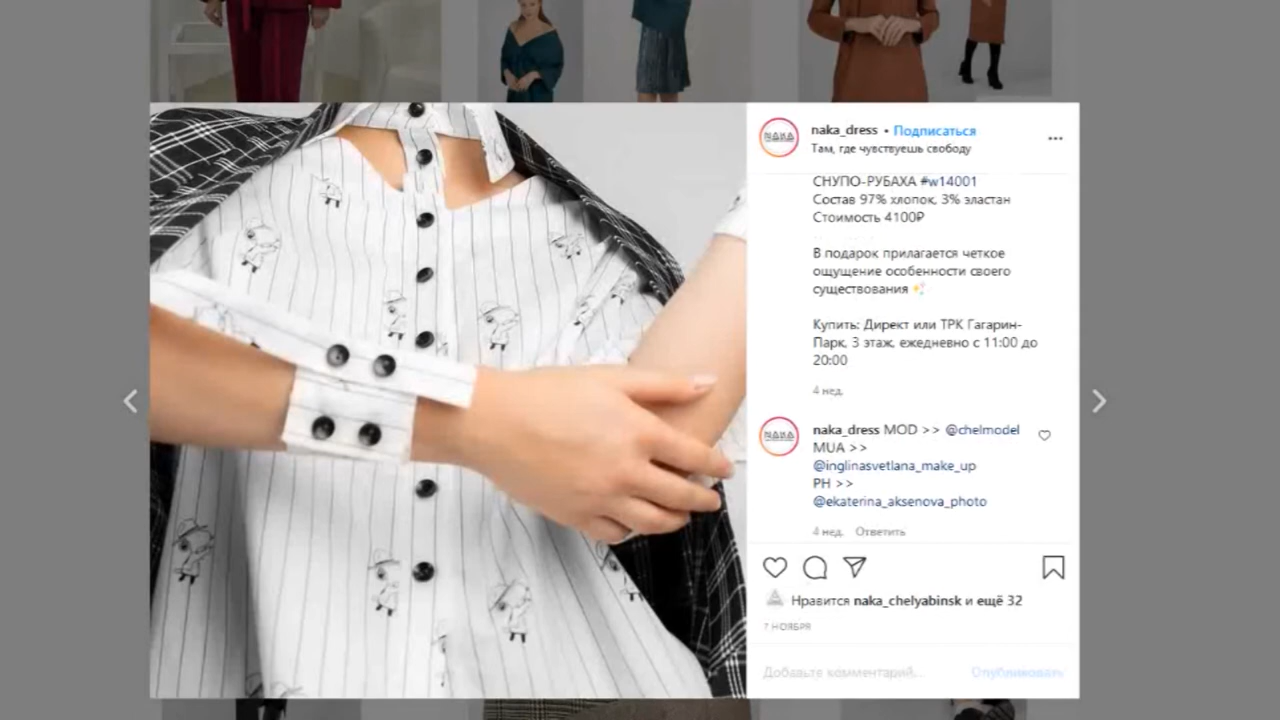 naka_dress • Подписаться
Там, где чувствуешь свободу
СНУПО-РУБАХА #w14001
Состав 97% хлопок, 3% эластан
Стоимость 4100₽
В подарок прилагается четкое
ощущение особенности своего
существования ✨
Купить: Директ или ТРК Гагарин-
Парк, 3 этаж, ежедневно с 11:00 до
20:00
4 нед.
NAKA
naka_dress MOD >> @chelmodel
MUA >>
@inglinasvetlana_make_up
PH >>
@ekaterina_aksenova_photo
4 нед. Ответить
Нравится naka_chelyabinsk и ещё 32
7 НОЯБРЯ
Добавьте комментарий... Опубликовать